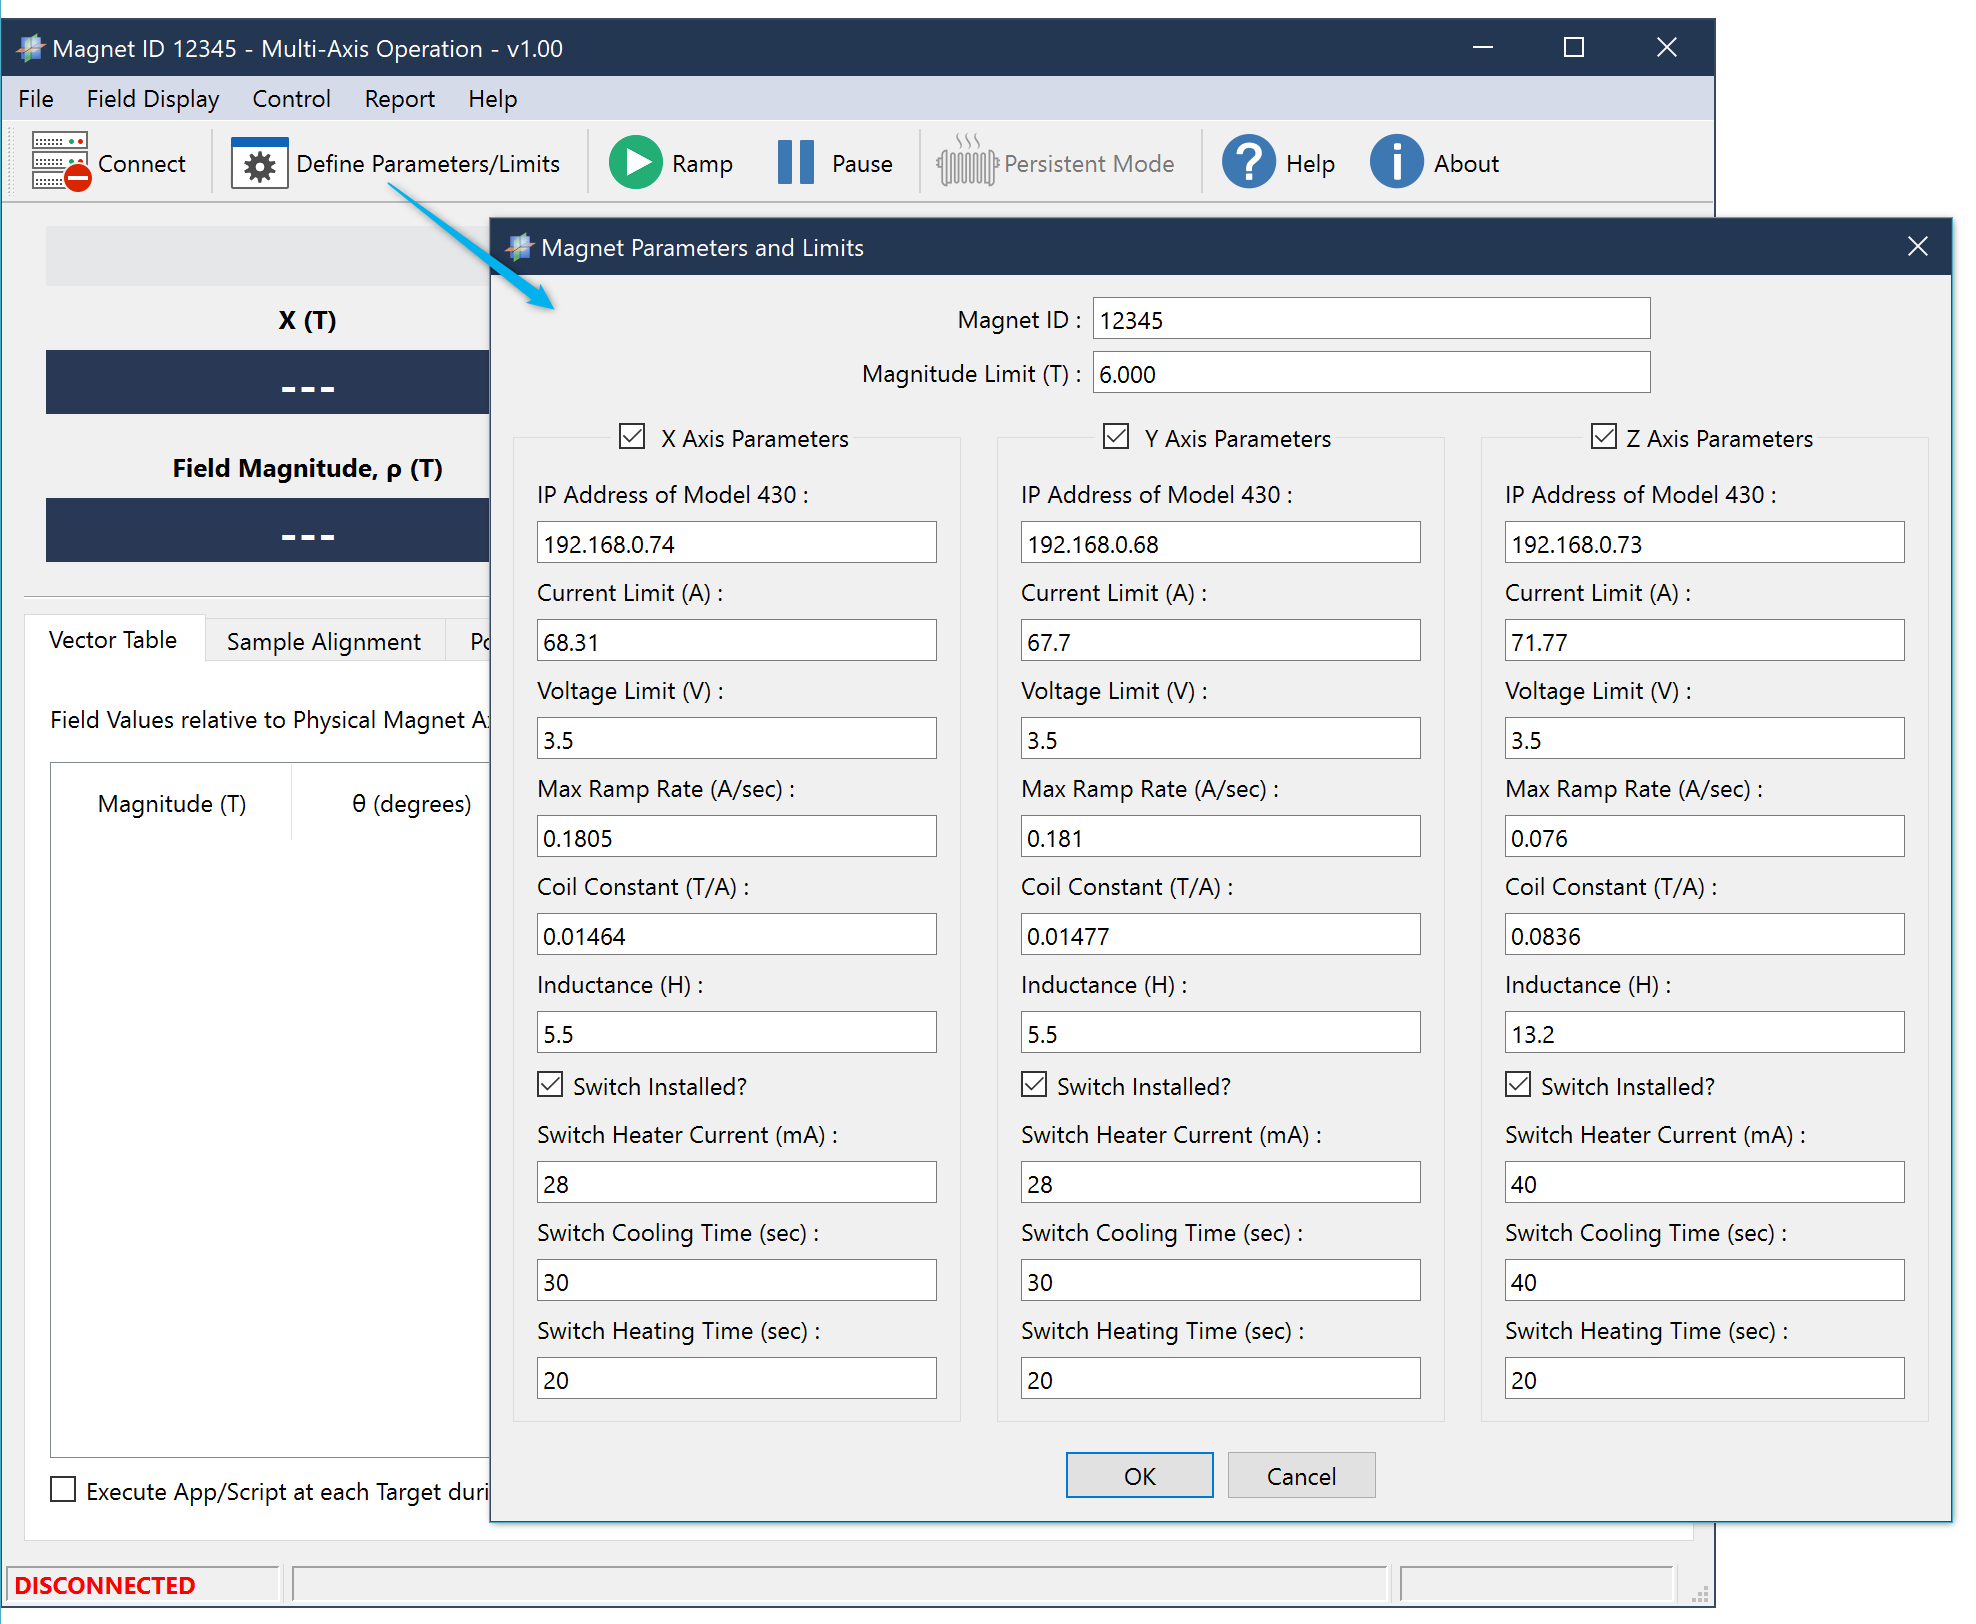 Magnet ID 12345 - Multi-Axis Operation - v1.00
File Field Display Control Report Help
Connect Define Parameters/Limits Ramp Pause Persistent Mode Help About
X (T)
---
Field Magnitude, ρ (T)
---
Vector Table Sample Alignment
Field Values relative to Physical Magnet
Magnitude (T) θ (degrees)
Execute App/Script at each Target
DISCONNECTED
Magnet Parameters and Limits
Magnet ID : 12345
Magnitude Limit (T) : 6.000
X Axis Parameters
IP Address of Model 430 :
192.168.0.74
Current Limit (A) :
68.31
Voltage Limit (V) :
3.5
Max Ramp Rate (A/sec) :
0.1805
Coil Constant (T/A) :
0.01464
Inductance (H) :
5.5
Switch Installed?
Switch Heater Current (mA) :
28
Switch Cooling Time (sec) :
30
Switch Heating Time (sec) :
20
Y Axis Parameters
IP Address of Model 430 :
192.168.0.68
Current Limit (A) :
67.7
Voltage Limit (V) :
3.5
Max Ramp Rate (A/sec) :
0.181
Coil Constant (T/A) :
0.01477
Inductance (H) :
5.5
Switch Installed?
Switch Heater Current (mA) :
28
Switch Cooling Time (sec) :
30
Switch Heating Time (sec) :
20
Z Axis Parameters
IP Address of Model 430 :
192.168.0.73
Current Limit (A) :
71.77
Voltage Limit (V) :
3.5
Max Ramp Rate (A/sec) :
0.076
Coil Constant (T/A) :
0.0836
Inductance (H) :
13.2
Switch Installed?
Switch Heater Current (mA) :
40
Switch Cooling Time (sec) :
40
Switch Heating Time (sec) :
20
OK Cancel